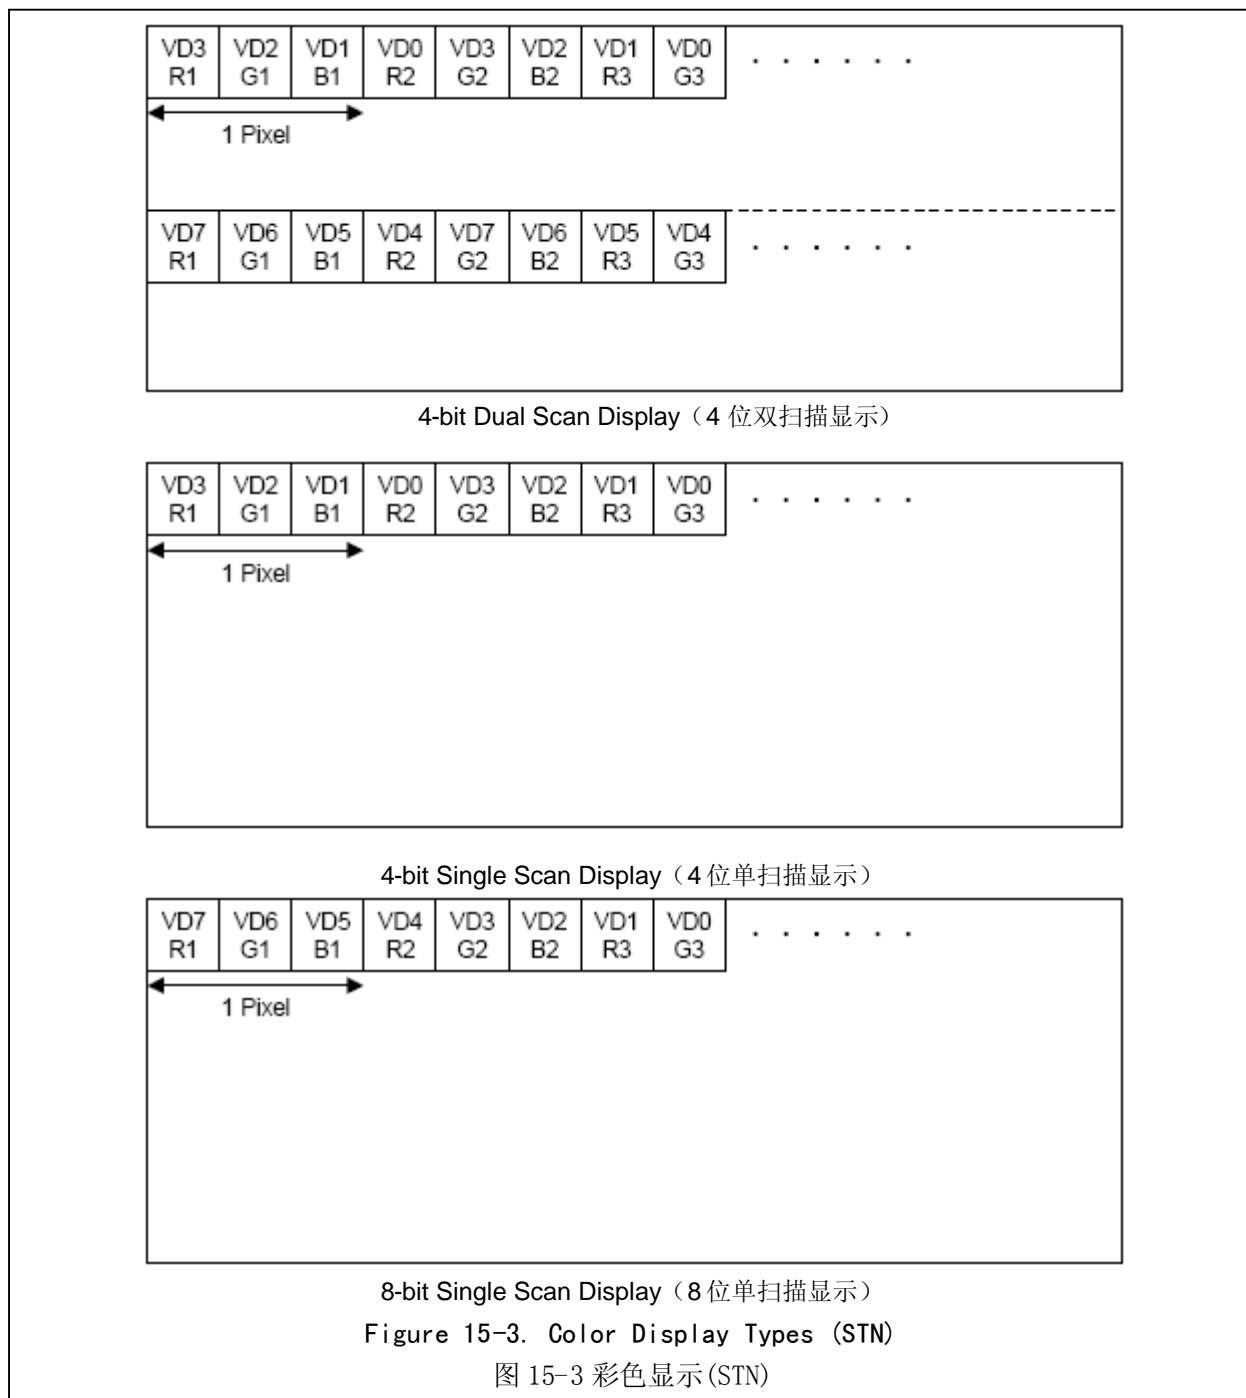 VD3 VD2 VD1 VD0 VD3 VD2 VD1 VD0 . . . . . .
R1 G1 B1 R2 G2 B2 R3 G3
1 Pixel
VD7 VD6 VD5 VD4 VD7 VD6 VD5 VD4 . . . . . .
R1 G1 B1 R2 G2 B2 R3 G3
4-bit Dual Scan Display（4 位双扫描显示）
VD3 VD2 VD1 VD0 VD3 VD2 VD1 VD0 . . . . . .
R1 G1 B1 R2 G2 B2 R3 G3
1 Pixel
4-bit Single Scan Display（4 位单扫描显示）
VD7 VD6 VD5 VD4 VD3 VD2 VD1 VD0 . . . . . .
R1 G1 B1 R2 G2 B2 R3 G3
1 Pixel
8-bit Single Scan Display（8 位单扫描显示）
Figure 15-3. Color Display Types (STN)
图 15-3 彩色显示(STN)